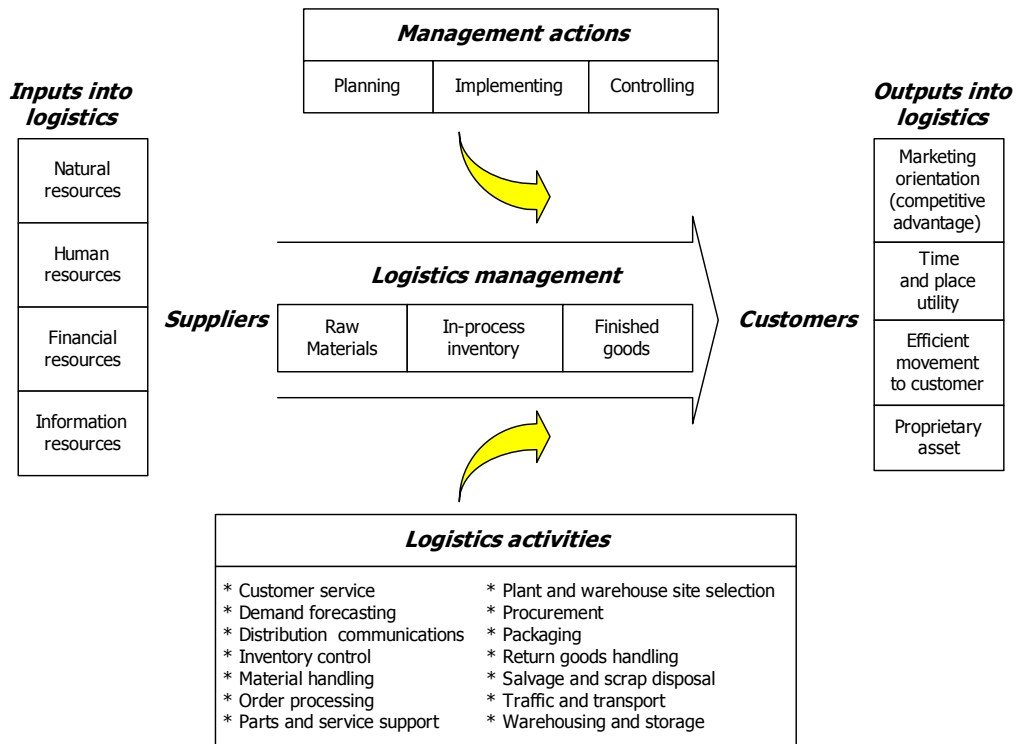 Management actions
Planning
Implementing
Controlling
Inputs into
logistics
Natural
resources
Human
resources
Financial
resources
Information
resources
Suppliers
Logistics management
Raw
Materials
In-process
inventory
Finished
goods
Customers
Outputs into
logistics
Marketing
orientation
(competitive
advantage)
Time
and place
utility
Efficient
movement
to customer
Proprietary
asset
Logistics activities
* Customer service
* Demand forecasting
* Distribution communications
* Inventory control
* Material handling
* Order processing
* Parts and service support
* Plant and warehouse site selection
* Procurement
* Packaging
* Return goods handling
* Salvage and scrap disposal
* Traffic and transport
* Warehousing and storage